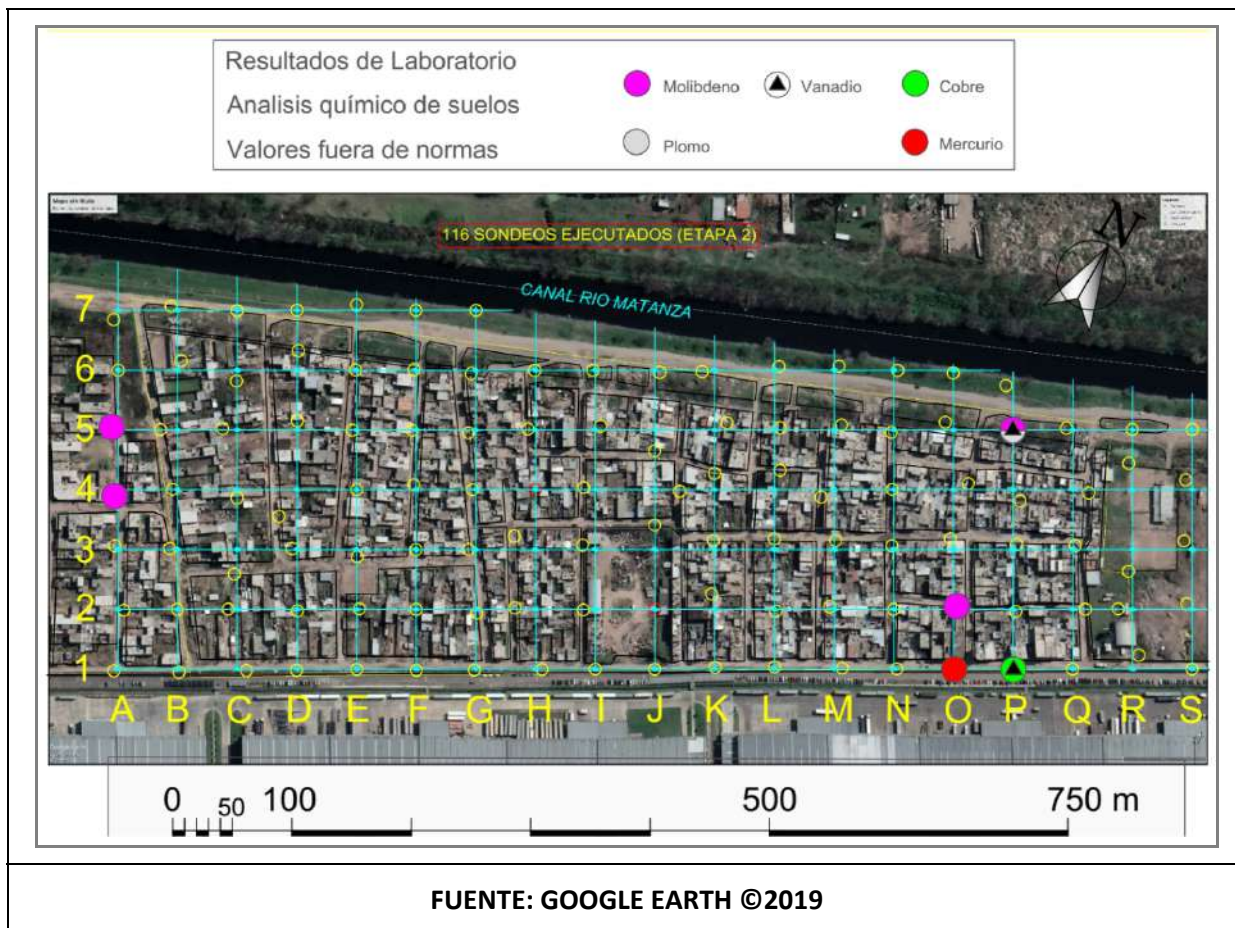 Resultados de Laboratorio
Analisis químico de suelos
Valores fuera de normas
Molibdeno
Vanadio
Cobre
Plomo
Mercurio
116 SONDEOS EJECUTADOS (ETAPA 2)
N
CANAL RIO MATANZA
7
6
5
4
3
2
1
A B C D E F G H I J K L M N O P Q R S
0 50 100 500 750 m
FUENTE: GOOGLE EARTH ©2019